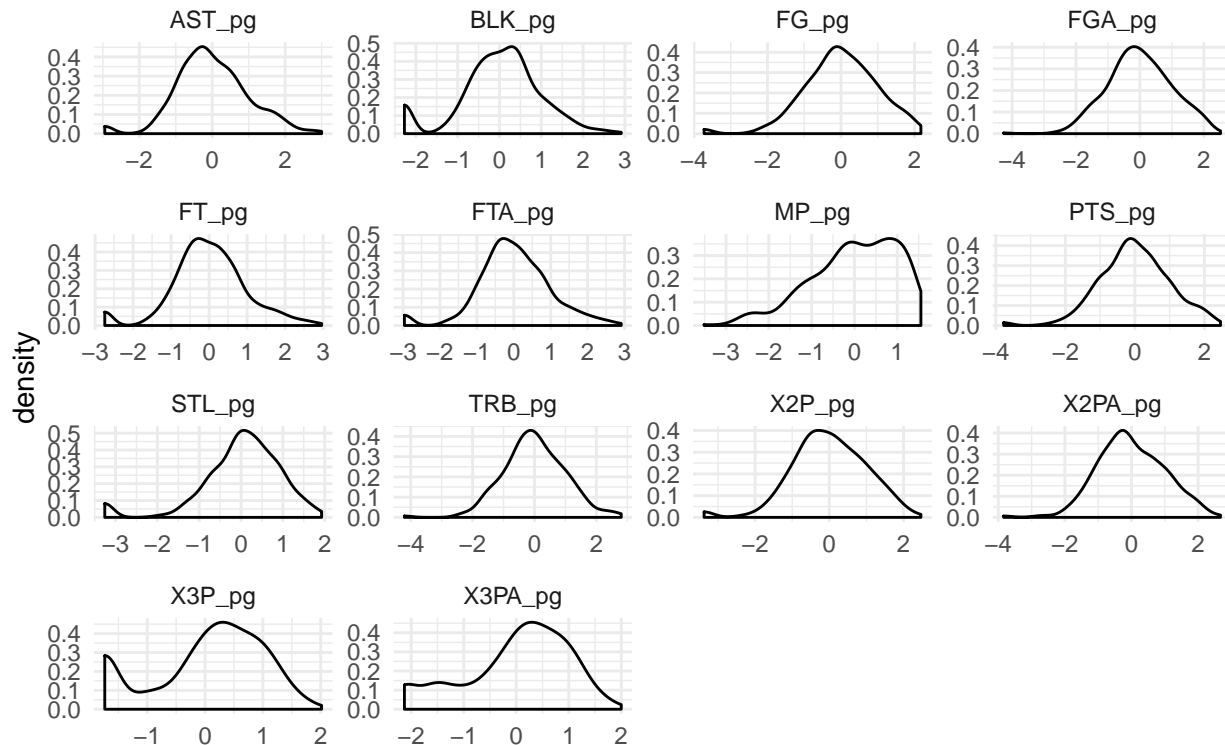 AST_pg BLK_pg FG_pg FGA_pg
0.4 0.5 0.4 0.4
0.3 0.4 0.3 0.3
0.2 0.3 0.2 0.2
0.1 0.2 0.1 0.1
0.0 0.1 0.0 0.0
0.0
−2 0 2 −2 −1 0 1 2 3 −4 −2 0 2 −4 −2 0 2
FT_pg FTA_pg MP_pg PTS_pg
0.4 0.5 0.3 0.4
0.3 0.4 0.2 0.3
0.2 0.3 0.1 0.2
0.1 0.2 0.0 0.1
0.0 0.1 0.0
0.0
−3 −2 −1 0 1 2 3 −3 −2 −1 0 1 2 3 −3 −2 −1 0 1 −4 −2 0 2
density
STL_pg TRB_pg X2P_pg X2PA_pg
0.5 0.4 0.4 0.4
0.4 0.3 0.3 0.3
0.3 0.2 0.2 0.2
0.2 0.1 0.1 0.1
0.1 0.0 0.0 0.0
0.0
−3 −2 −1 0 1 2 −4 −2 0 2 −2 0 2 −4 −2 0 2
X3P_pg X3PA_pg
0.4 0.4
0.3 0.3
0.2 0.2
0.1 0.1
0.0 0.0
−1 0 1 2 −2 −1 0 1 2